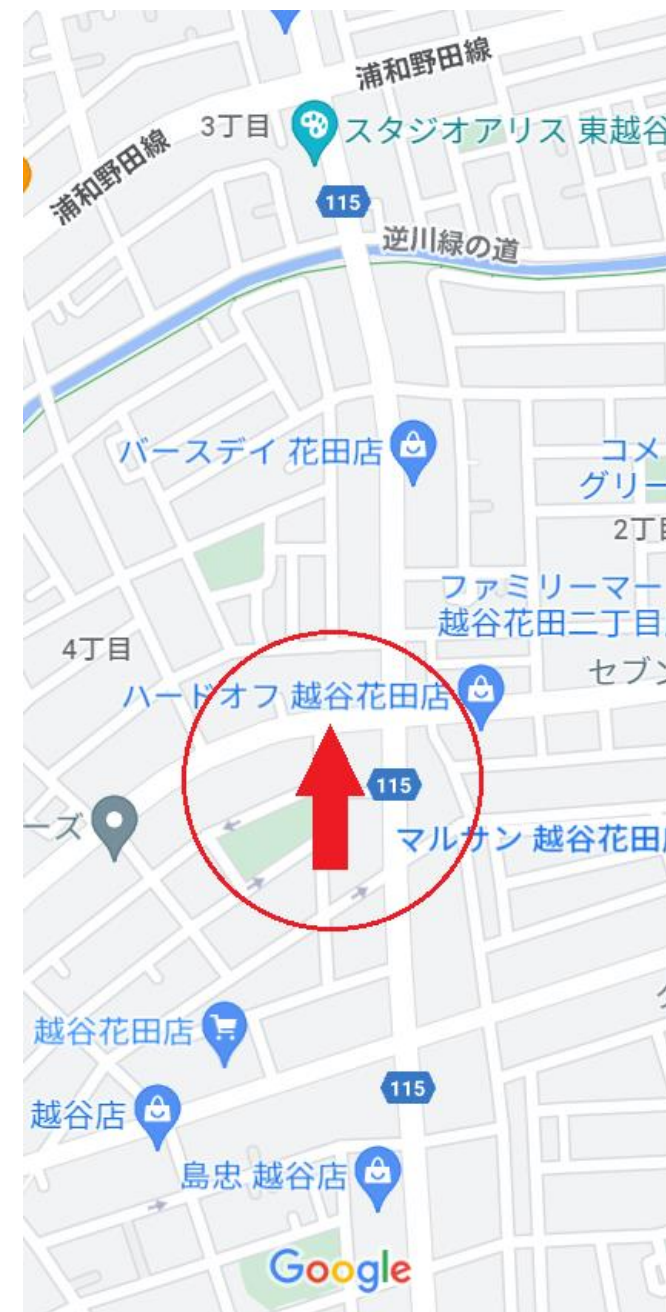 浦和野田線
3丁目
スタジオアリス 東越谷
浦和野田線
115
逆川緑の道
バースデイ 花田店
コメ
グリー
2丁目
ファミリーマー
越谷花田二丁目
4丁目
セブン
ハードオフ 越谷花田店
115
ーズ
マルサン 越谷花田
越谷花田店
115
越谷店
島忠 越谷店
Google